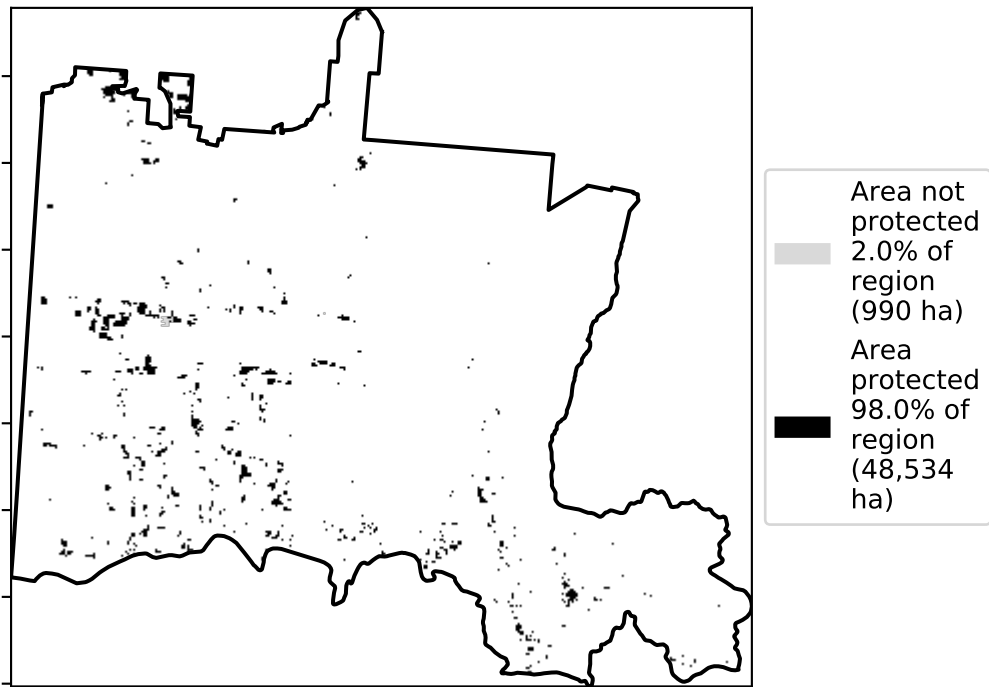 Area not
protected
2.0% of
region
(990 ha)
Area
protected
98.0% of
region
(48,534
ha)